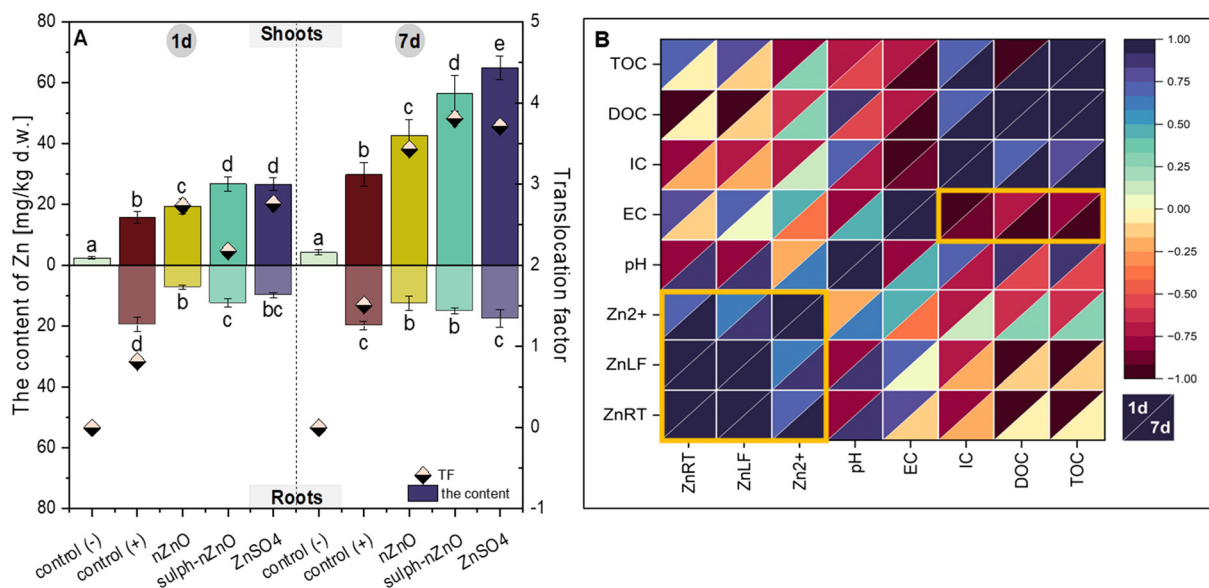 A
1d
Shoots
7d
80
60
40
20
0
20
40
60
80
The content of Zn [mg/kg d.w.]
a
b
c
d
d
a
b
c
d
e
d
b
c
bc
c
b
b
c
5
4
3
2
1
0
-1
Translocation factor
TF
the content
Roots
control (-)
control (+)
nZnO
sulph-nZnO
ZnSO4
control (-)
control (+)
nZnO
sulph-nZnO
ZnSO4
B
TOC
DOC
IC
EC
pH
Zn2+
ZnLF
ZnRT
ZnRT
ZnLF
Zn2+
pH
EC
IC
DOC
TOC
1.00
0.75
0.50
0.25
0.00
−0.25
−0.50
−0.75
−1.00
1d
7d